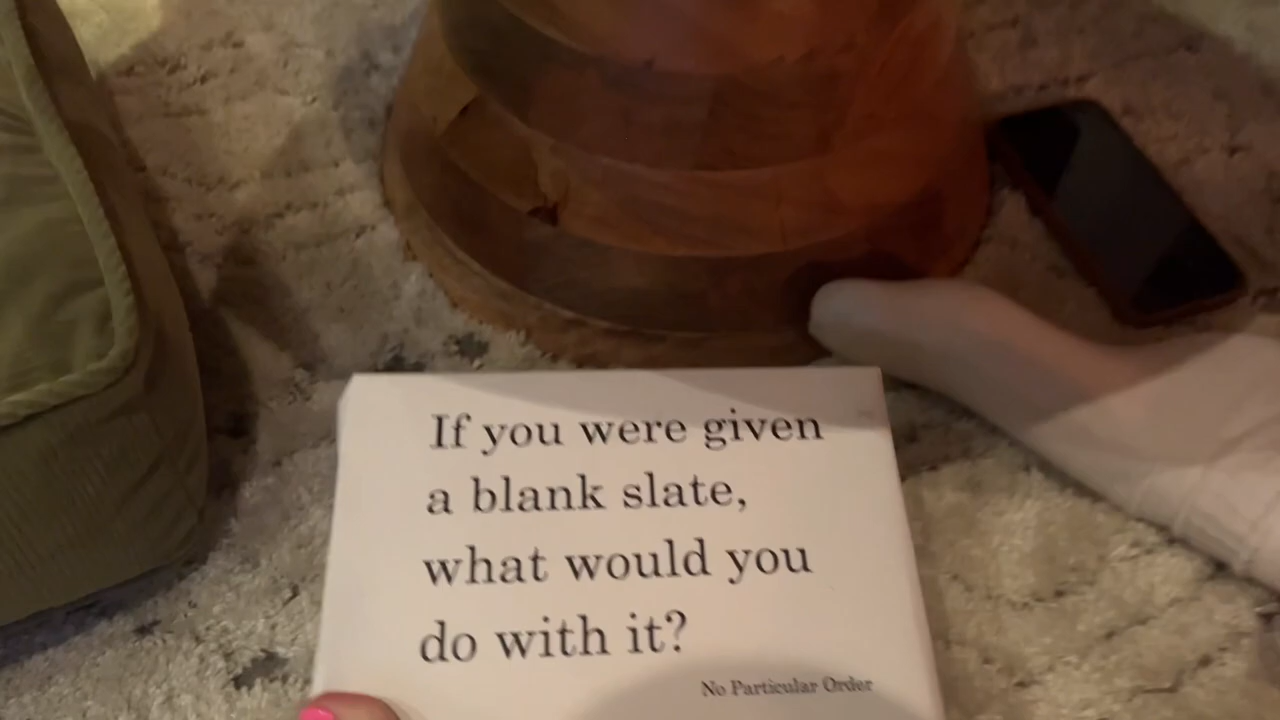 If you were given
a blank slate,
what would you
do with it?
No Particular Order